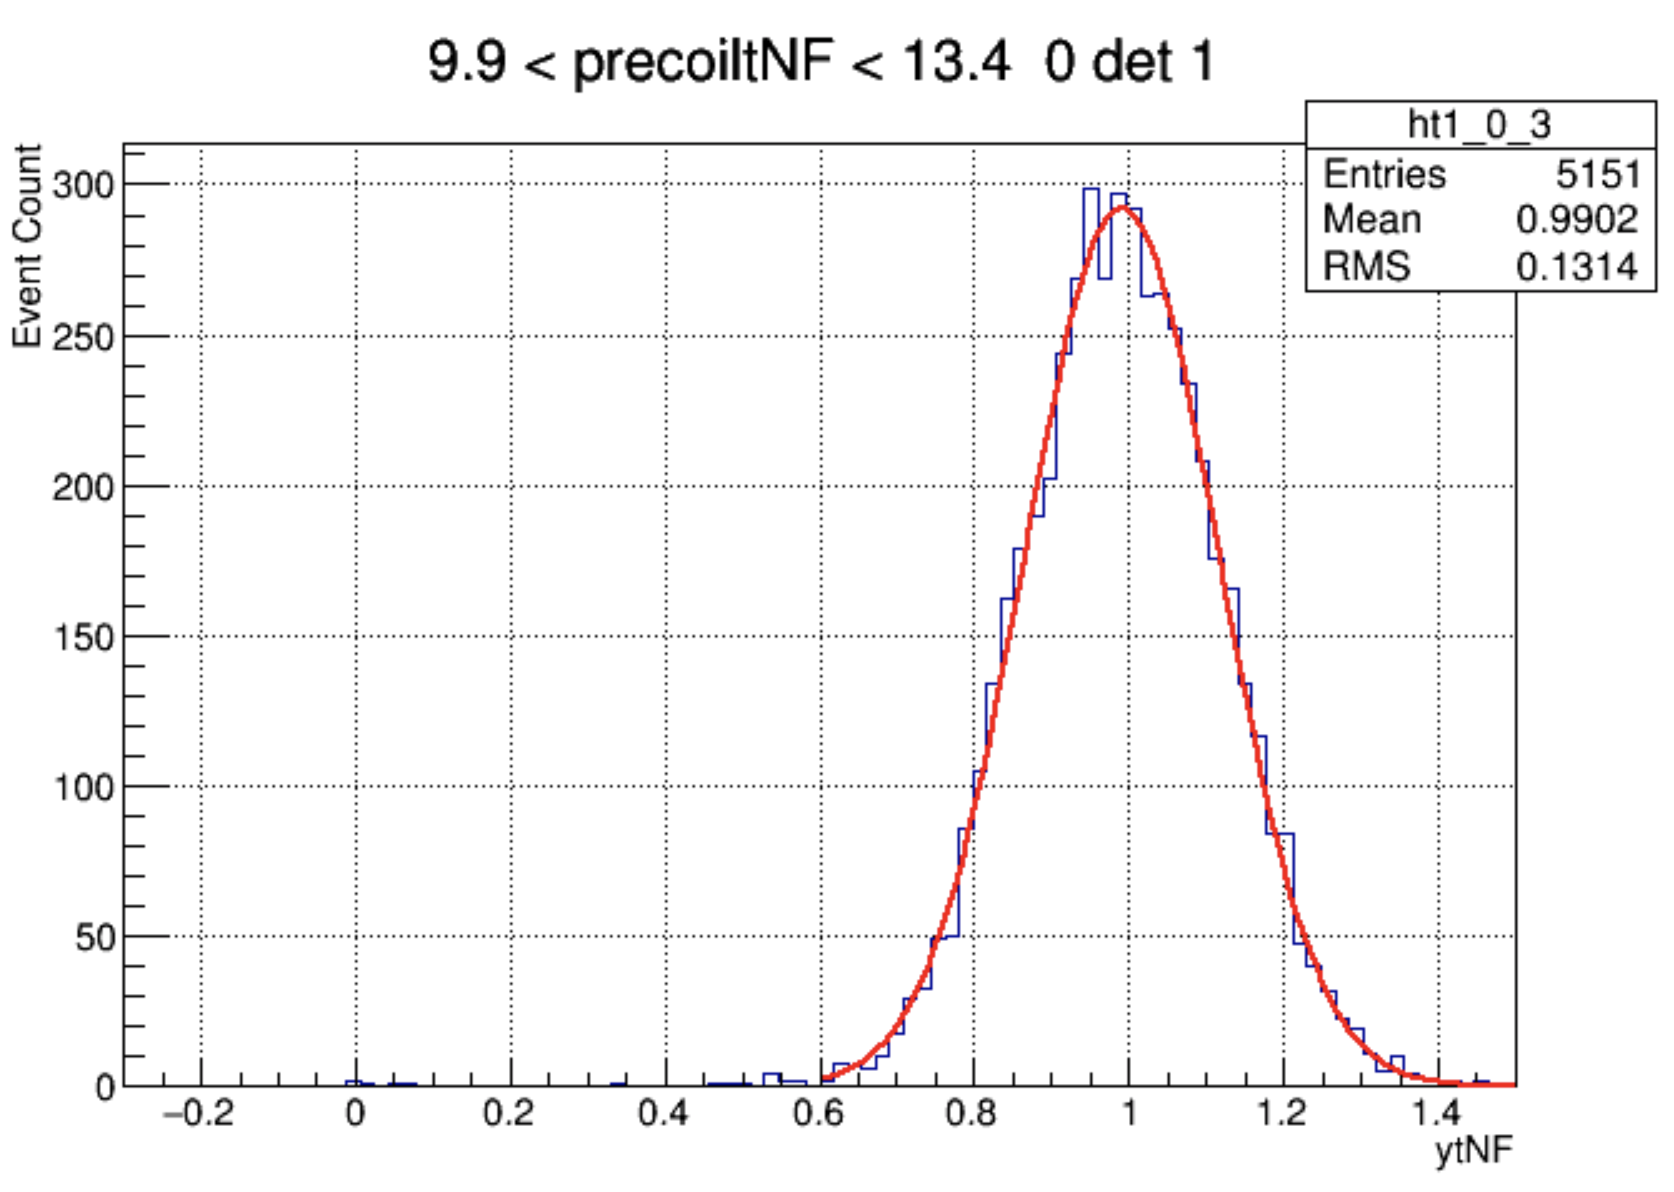 9.9 < precoiltNF < 13.4 0 det 1
ht1_0_3
Entries 5151
Mean 0.9902
RMS 0.1314
Event Count
300
250
200
150
100
50
0
−0.2 0 0.2 0.4 0.6 0.8 1 1.2 1.4
ytNF